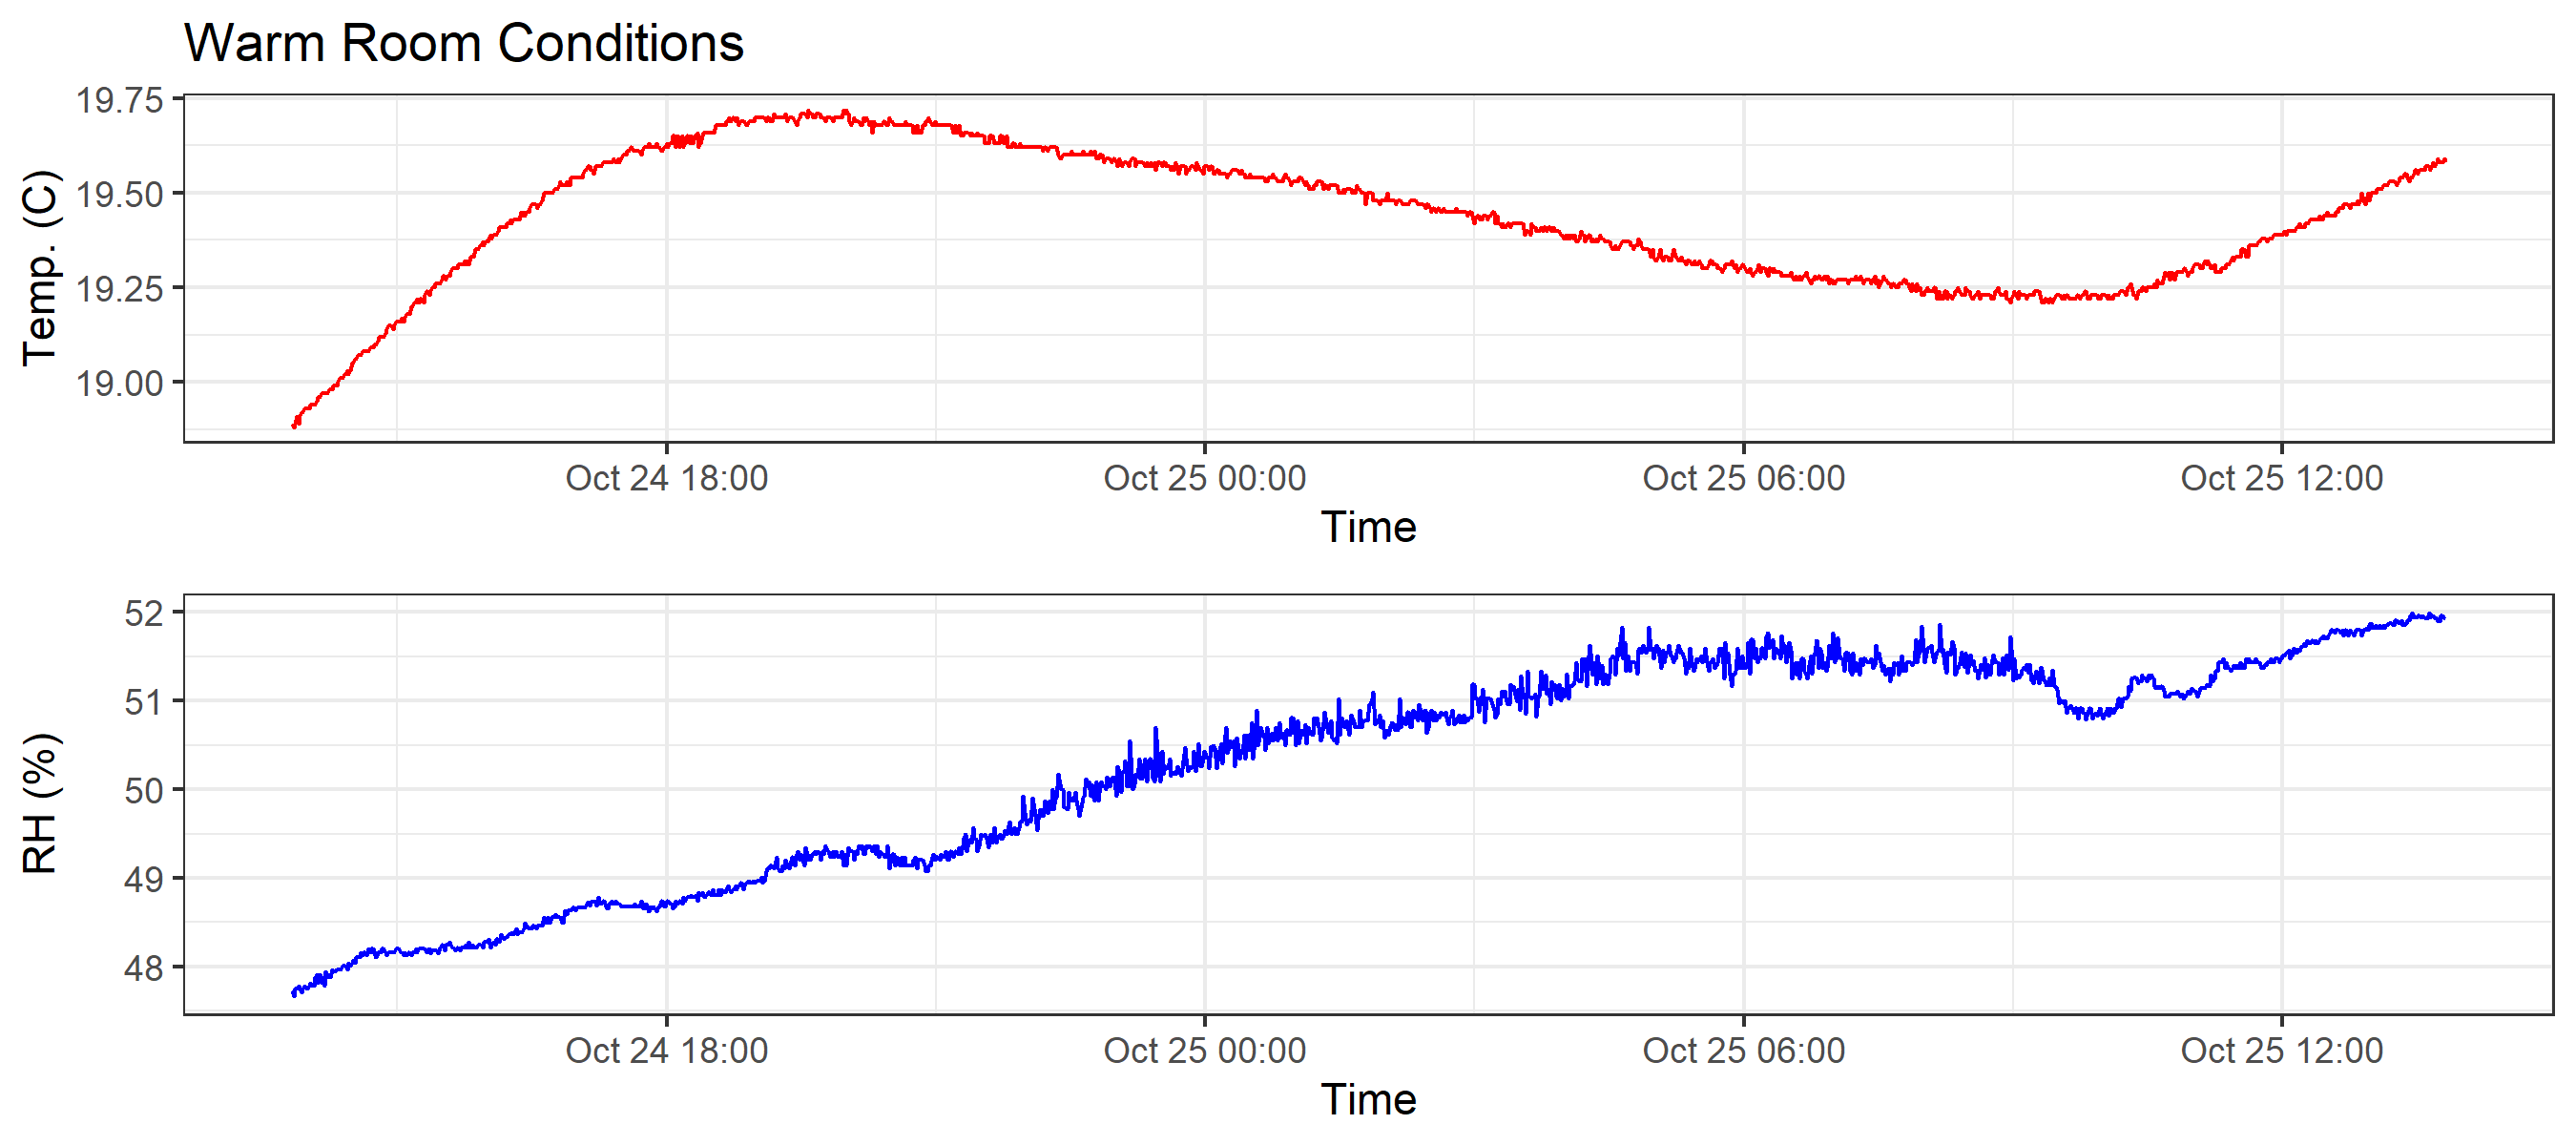 Warm Room Conditions
Temp. (C)
19.75
19.50
19.25
19.00
Oct 24 18:00 Oct 25 00:00 Oct 25 06:00 Oct 25 12:00
Time
RH (%)
52
51
50
49
48
Oct 24 18:00 Oct 25 00:00 Oct 25 06:00 Oct 25 12:00
Time